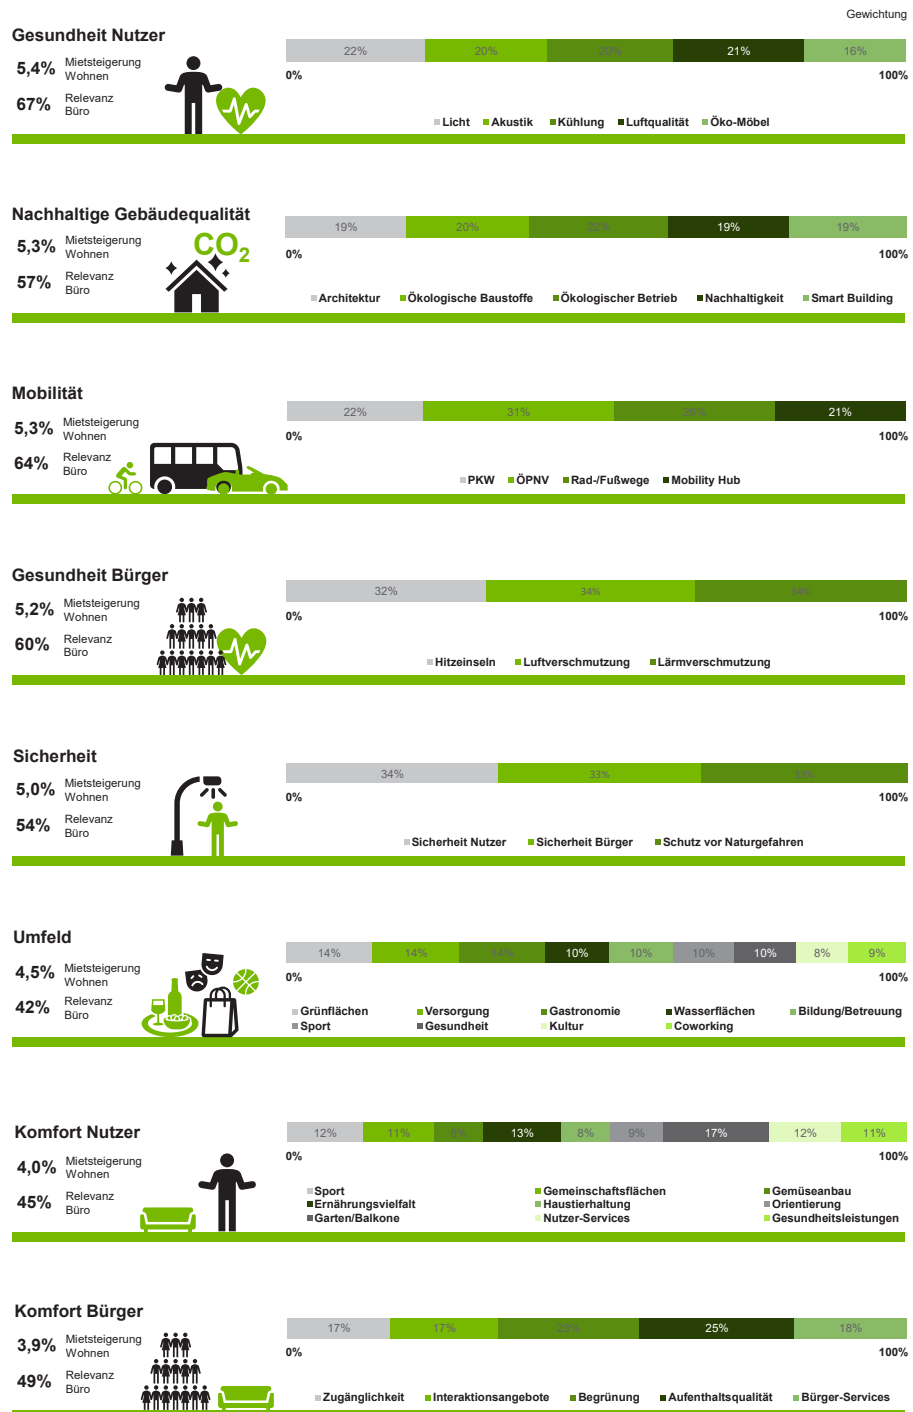 Gewichtung
Gesundheit Nutzer
22% 20% 20% 21% 16%
5,4% Mietsteigerung Wohnen
0% 100%
67% Relevanz Büro
Licht Akustik Kühlung Luftqualität Öko-Möbel
Nachhaltige Gebäudequalität
19% 20% 22% 19% 19%
CO2
5,3% Mietsteigerung Wohnen
0% 100%
57% Relevanz Büro
Architektur Ökologische Baustoffe Ökologischer Betrieb Nachhaltigkeit Smart Building
Mobilität
22% 31% 26% 21%
5,3% Mietsteigerung Wohnen
0% 100%
64% Relevanz Büro
PKW ÖPNV Rad-/Fußwege Mobility Hub
Gesundheit Bürger
32% 34% 34%
5,2% Mietsteigerung Wohnen
0% 100%
60% Relevanz Büro
Hitzeinseln Luftverschmutzung Lärmverschmutzung
Sicherheit
34% 33% 33%
5,0% Mietsteigerung Wohnen
0% 100%
54% Relevanz Büro
Sicherheit Nutzer Sicherheit Bürger Schutz vor Naturgefahren
Umfeld
14% 14% 14% 10% 10% 10% 10% 8% 9%
4,5% Mietsteigerung Wohnen
0% 100%
42% Relevanz Büro
Grünflächen Versorgung Gastronomie Wasserflächen Bildung/Betreuung
Sport Gesundheit Kultur Coworking
Komfort Nutzer
12% 11% 8% 13% 8% 9% 17% 12% 11%
4,0% Mietsteigerung Wohnen
0% 100%
45% Relevanz Büro
Sport Gemeinschaftsflächen Gemüseanbau
Ernährungsvielfalt Haustierhaltung Orientierung
Garten/Balkone Nutzer-Services Gesundheitsleistungen
Komfort Bürger
17% 17% 23% 25% 18%
3,9% Mietsteigerung Wohnen
0% 100%
49% Relevanz Büro
Zugänglichkeit Interaktionsangebote Begrünung Aufenthaltsqualität Bürger-Services